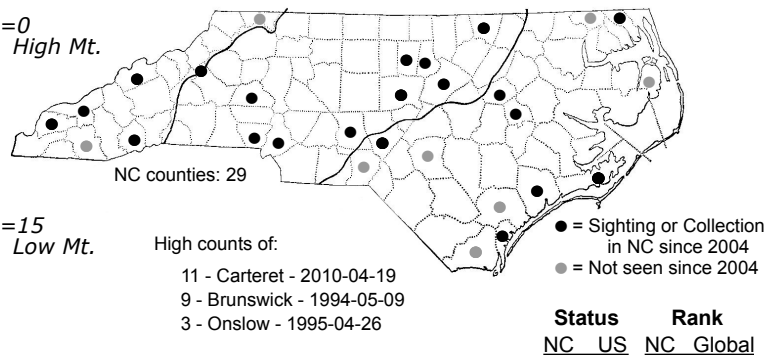 =0
High Mt.
NC counties: 29
=15
Low Mt.
High counts of:
11 - Carteret - 2010-04-19
9 - Brunswick - 1994-05-09
3 - Onslow - 1995-04-26
= Sighting or Collection
in NC since 2004
= Not seen since 2004
Status Rank
NC US NC Global